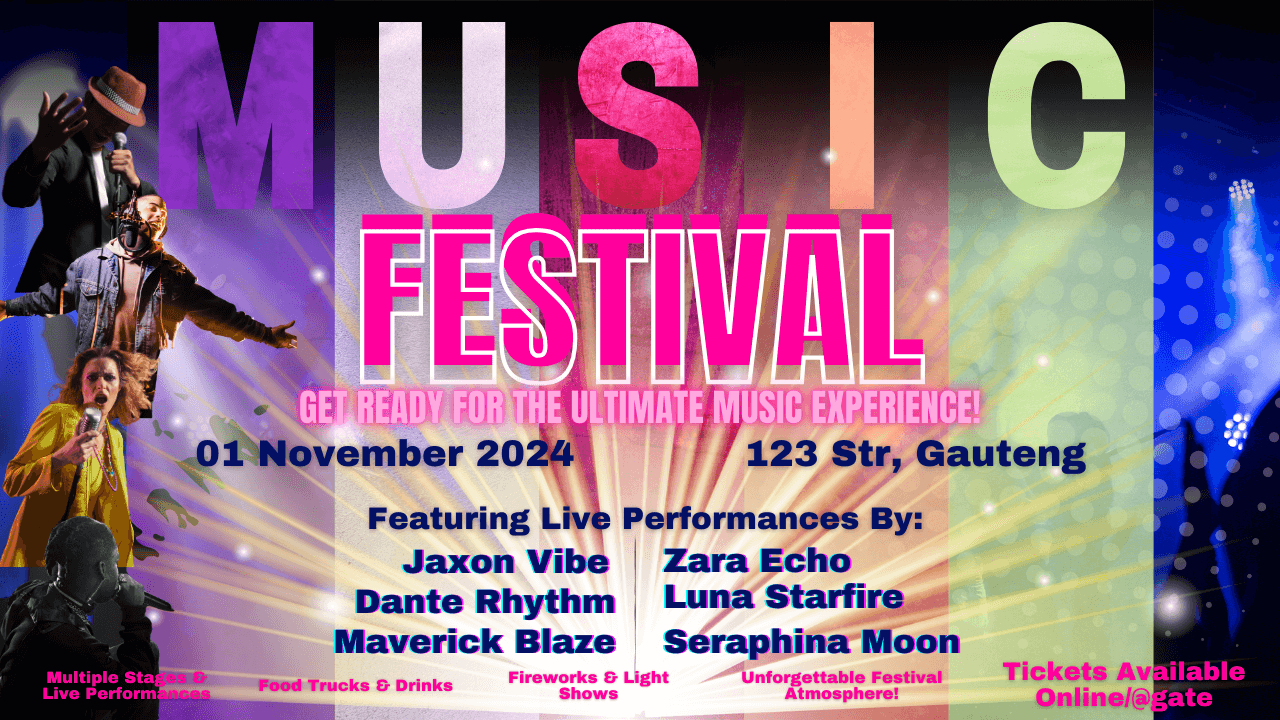 MUSIC
FESTIVAL
GET READY FOR THE ULTIMATE MUSIC EXPERIENCE!
01 November 2024
123 Str, Gauteng
Featuring Live Performances By:
Jaxon Vibe
Zara Echo
Dante Rhythm
Luna Starfire
Maverick Blaze
Seraphina Moon
Multiple Stages &
Live Performances
Food Trucks & Drinks
Fireworks & Light
Shows
Unforgettable Festival
Atmosphere!
Tickets Available
Online/@gate